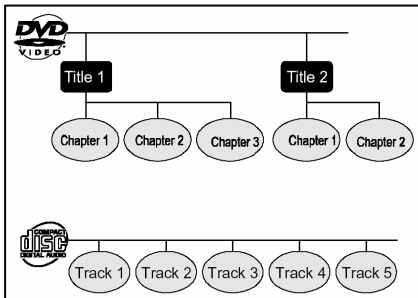 DVD
VIDEO
Title 1
Title 2
Chapter 1
Chapter 2
Chapter 3
Chapter 1
Chapter 2
COMPACT
disc
DIGITAL AUDIO
Track 1
Track 2
Track 3
Track 4
Track 5